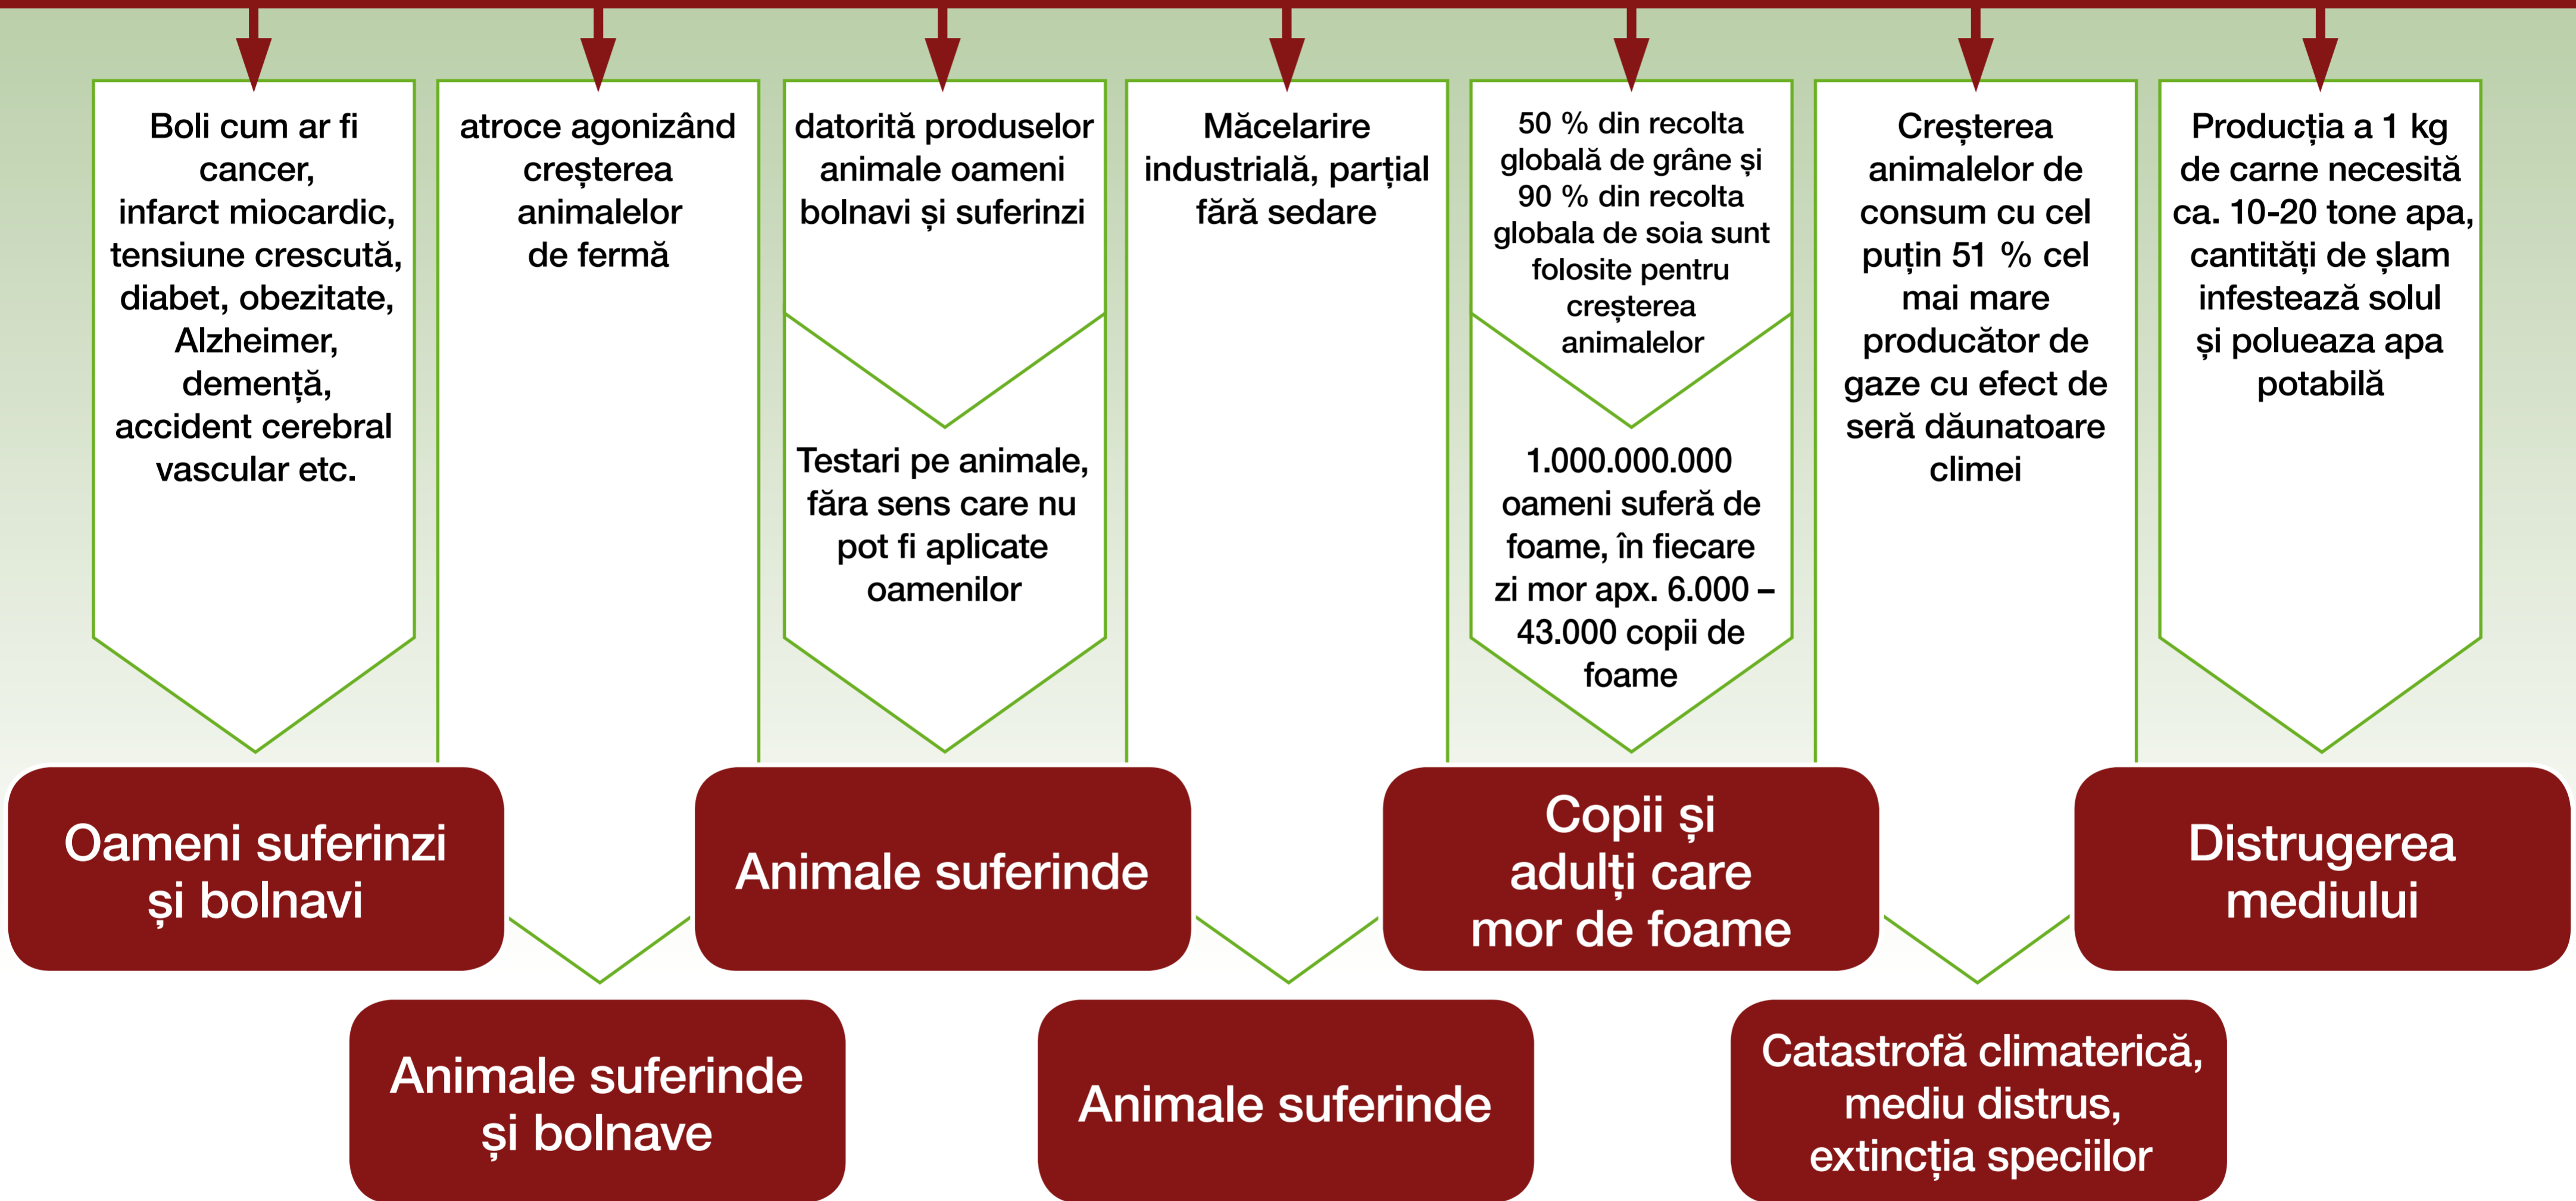 Boli cum ar fi
cancer,
infarct miocardic,
tensiune crescută,
diabet, obezitate,
Alzheimer,
demență,
accident cerebral
vascular etc.
atroce agonizând
creșterea
animalelor
de fermă
datorită produselor
animale oameni
bolnavi și suferinzi
Testari pe animale,
făra sens care nu
pot fi aplicate
oamenilor
Măcelarire
industrială, parțial
fără sedare
50 % din recolta
globală de grâne și
90 % din recolta
globala de soia sunt
folosite pentru
creșterea
animalelor
1.000.000.000
oameni suferă de
foame, în fiecare
zi mor apx. 6.000 –
43.000 copii de
foame
Creșterea
animalelor de
consum cu cel
puțin 51 % cel
mai mare
producător de
gaze cu efect de
seră dăunatoare
climei
Producția a 1 kg
de carne necesită
ca. 10-20 tone apa,
cantități de șlam
infestează solul
și polueaza apa
potabilă
Oameni suferinzi
și bolnavi
Animale suferinde
și bolnave
Animale suferinde
Animale suferinde
Copii și
adulți care
mor de foame
Catastrofă climaterică,
mediu distrus,
extincția speciilor
Distrugerea
mediului